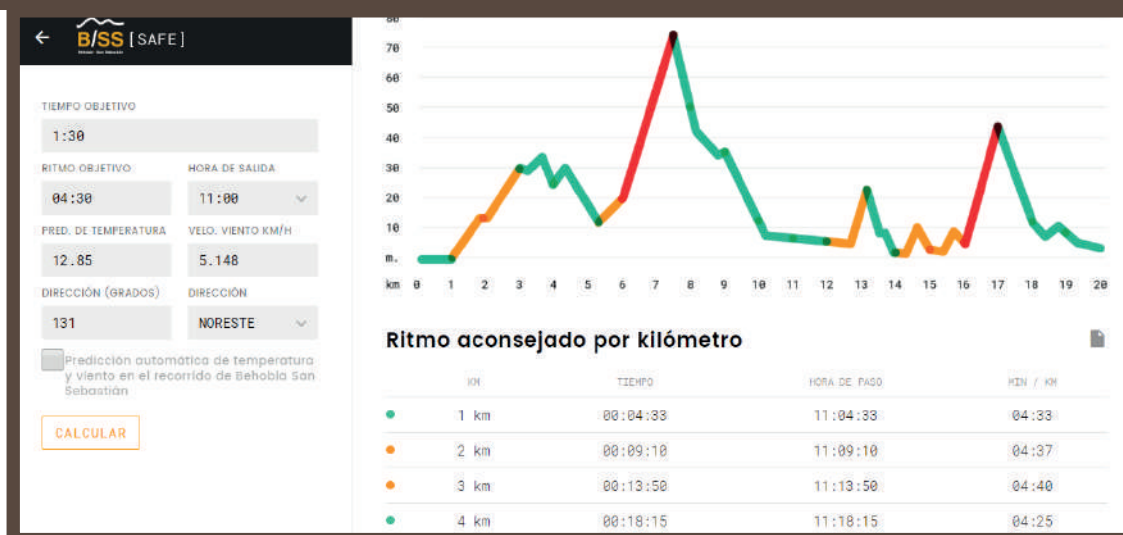 ← B/SS [SAFE]
TIEMPO OBJETIVO
1:30
RITMO OBJETIVO HORA DE SALIDA
04:30 11:00
PRED. DE TEMPERATURA VELO. VIENTO KM/H
12.85 5.148
DIRECCIÓN (GRADOS) DIRECCIÓN
131 NORESTE
Predicción automática de temperatura
y viento en el recorrido de Behobia San
Sebastián
CALCULAR
80
70
60
50
40
30
20
10
m.
km 0 1 2 3 4 5 6 7 8 9 10 11 12 13 14 15 16 17 18 19 20
Ritmo aconsejado por kilómetro
KM TIEMPO HORA DE PASO MIN / KM
1 km 00:04:33 11:04:33 04:33
2 km 00:09:10 11:09:10 04:37
3 km 00:13:50 11:13:50 04:40
4 km 00:18:15 11:18:15 04:25